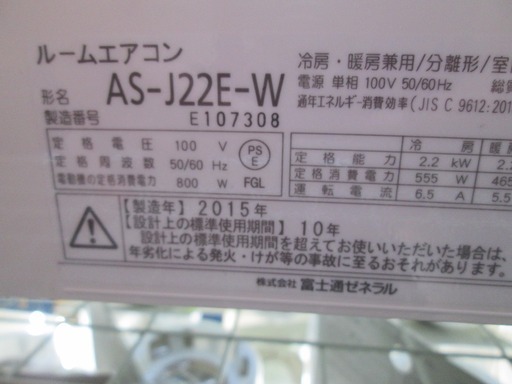 ルームエアコン
形名 AS-J22E-W
製造番号 E107308
定格電圧 100 V
定格周波数 50/60 Hz
電動機の定格消費電力 800 W
PS
E
FGL
冷房・暖房兼用/分離形/室
電源 単相 100V 50/60Hz 総質
通年エネルギー消費効率(JIS C 9612:201
冷房 暖房
定格能力 2.2 kW 2.
定格消費電力 555 W 465
運転電流 6.5 A 5.5
【製造年】2015年
【設計上の標準使用期間】10年
設計上の標準使用期間を超えてお使いいただいた場合は、
年劣化による発火・けが等の事故に至るおそれがあります。
株式会社 富士通ゼネラル